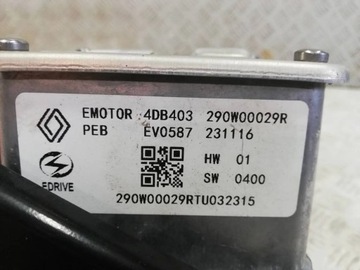 EMOTOR 4DB403 290W00029R
PEB EV0587 231116
HW 01
EDRIVE SW 0400
290W00029RTU032315